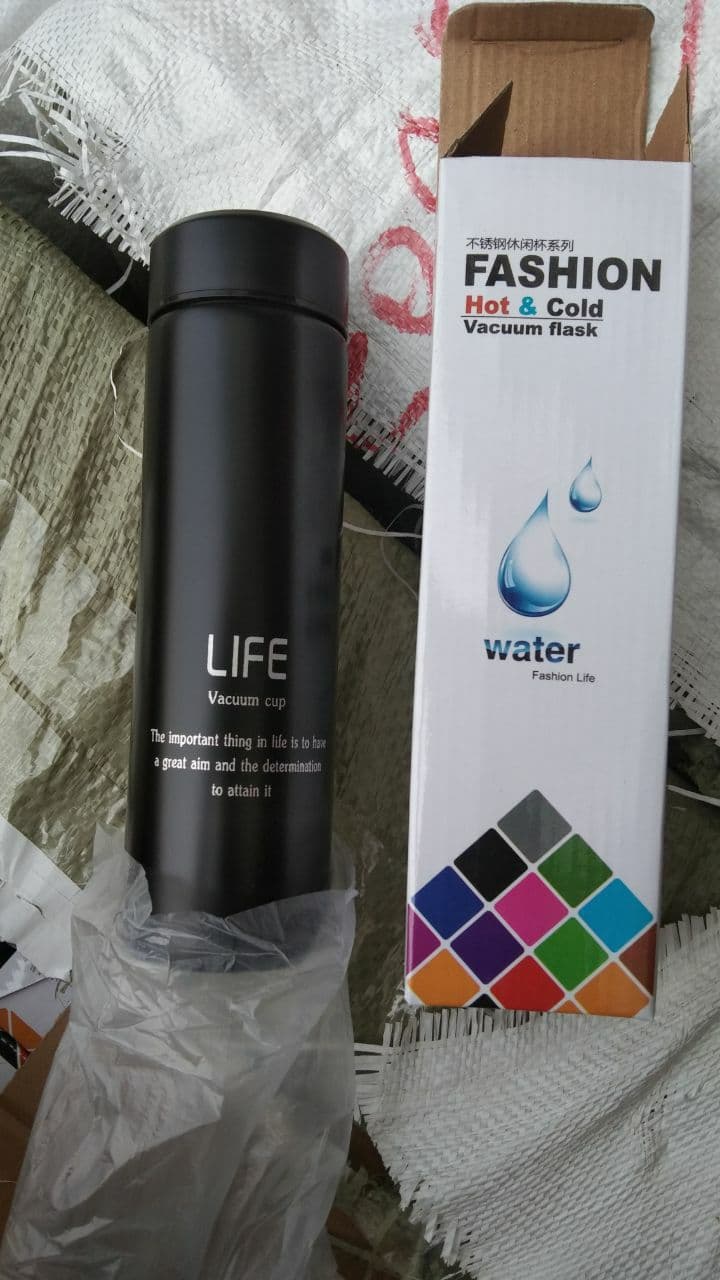 LIFE
Vacuum cup
The important thing in life is to have
a great aim and the determination
to attain it
不锈钢休闲杯系列
FASHION
Hot & Cold
Vacuum flask
water
Fashion Life